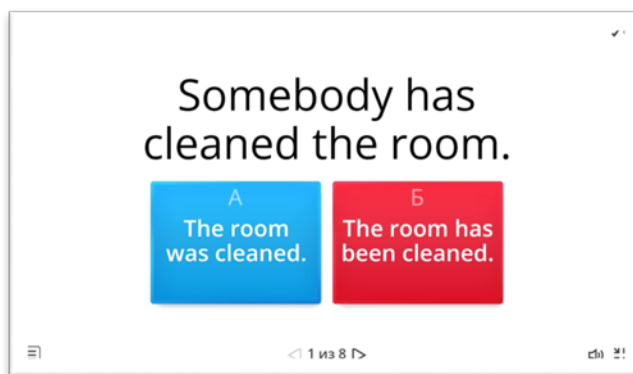 Somebody has
cleaned the room.
А
The room
was cleaned.
Б
The room has
been cleaned.
1 из 8